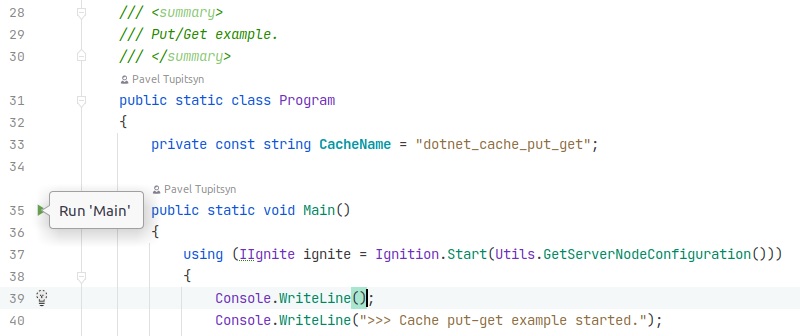 28 /// <summary>
29 /// Put/Get example.
30 /// </summary>
Pavel Tupitsyn
31 public static class Program
32 {
33 private const string CacheName = "dotnet_cache_put_get";
34
Pavel Tupitsyn
35 Run 'Main' public static void Main()
36 {
37 using (IIgnite ignite = Ignition.Start(Utils.GetServerNodeConfiguration()))
38 {
39 Console.WriteLine();
40 Console.WriteLine(">>> Cache put-get example started.");